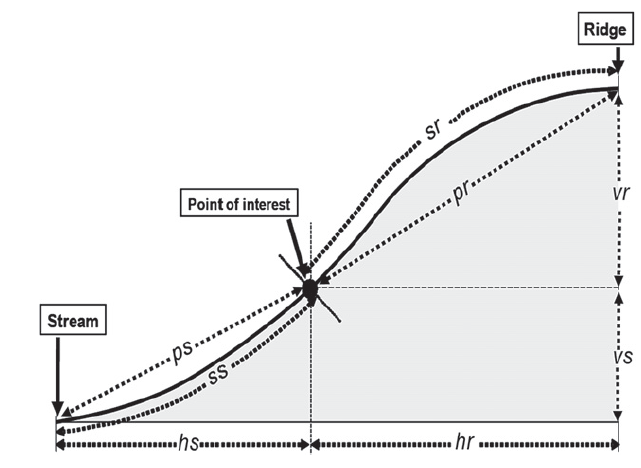 Ridge
sr
Point of interest
pr
vr
Stream
ps
ss
vs
hs
hr